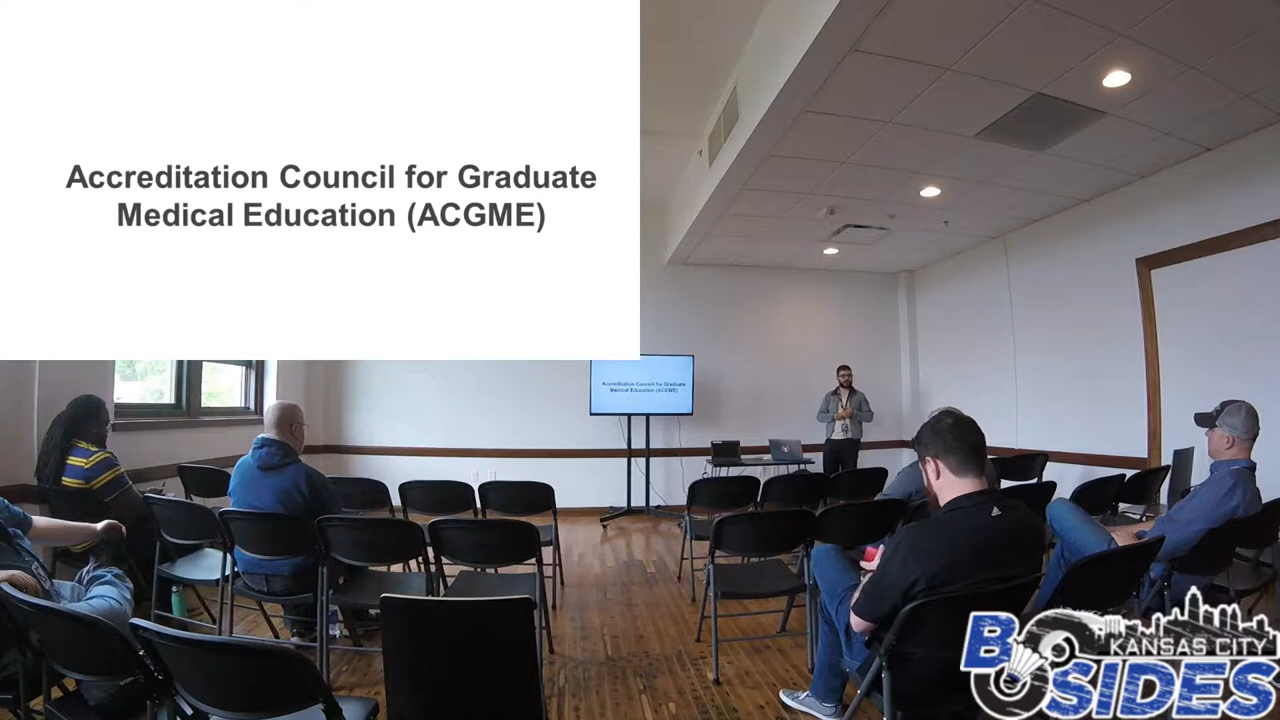 Accreditation Council for Graduate
Medical Education (ACGME)
Accreditation Council for Graduate
Medical Education (ACGME)
KANSAS CITY
BSIDES